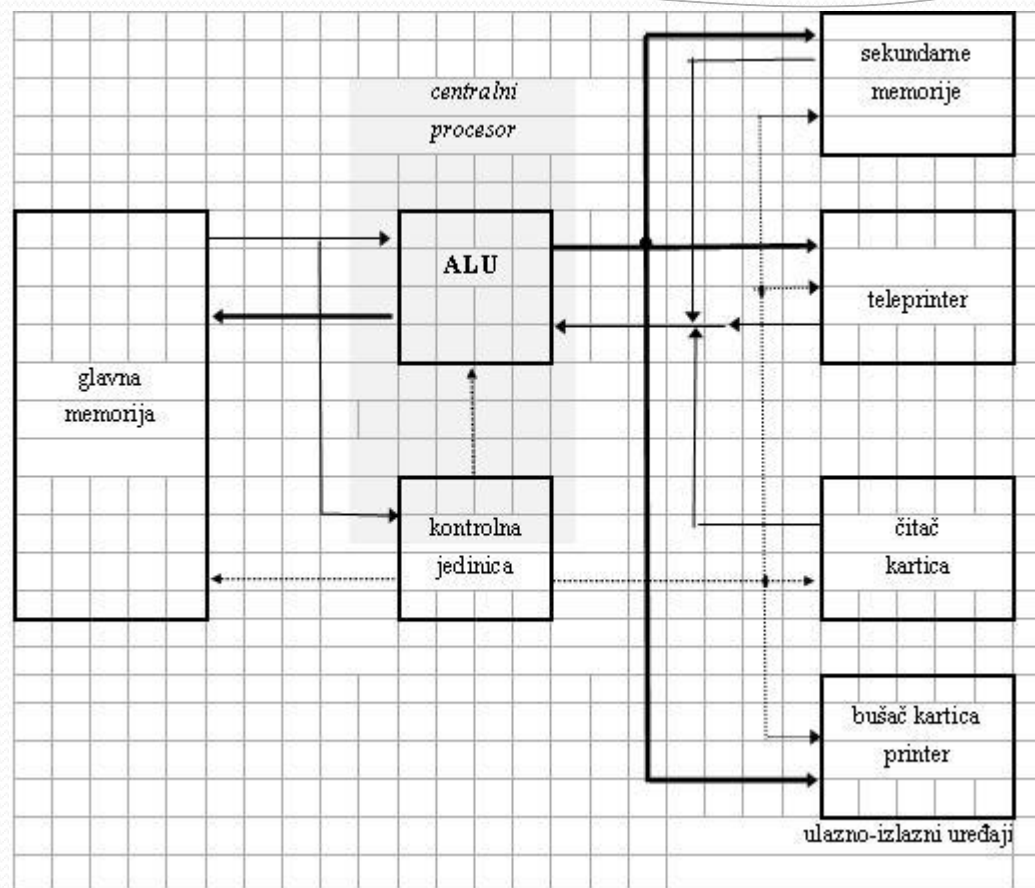 sekundarne
memorije
centralni
procesor
ALU
teleprinter
glavna
memorija
kontrolna
jedinica
čitač
kartica
bušač kartica
printer
ulazno-izlazni uređaji